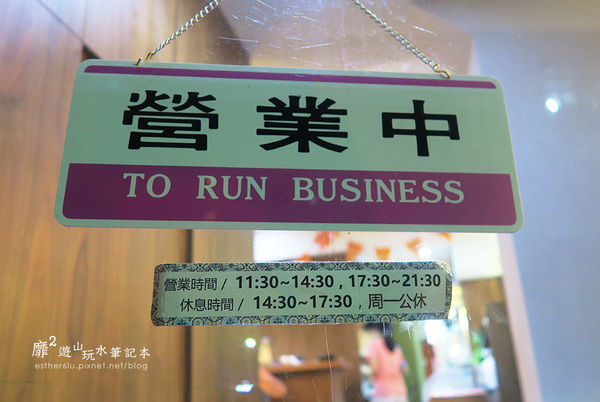 營業中
TO RUN BUSINESS
營業時間 / 11:30~14:30 , 17:30~21:30
休息時間 / 14:30~17:30 , 周一公休
靡2遊山玩水筆記本
esther6lu.pixnet.net/blog